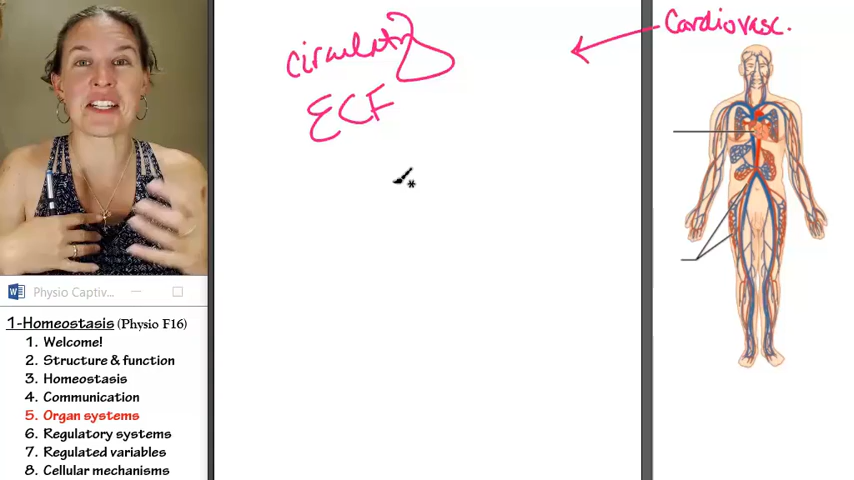 Cardiovasc.
circulating
ECF
Physio Captiv...
1-Homeostasis (Physio F16)
1. Welcome!
2. Structure & function
3. Homeostasis
4. Communication
5. Organ systems
6. Regulatory systems
7. Regulated variables
8. Cellular mechanisms